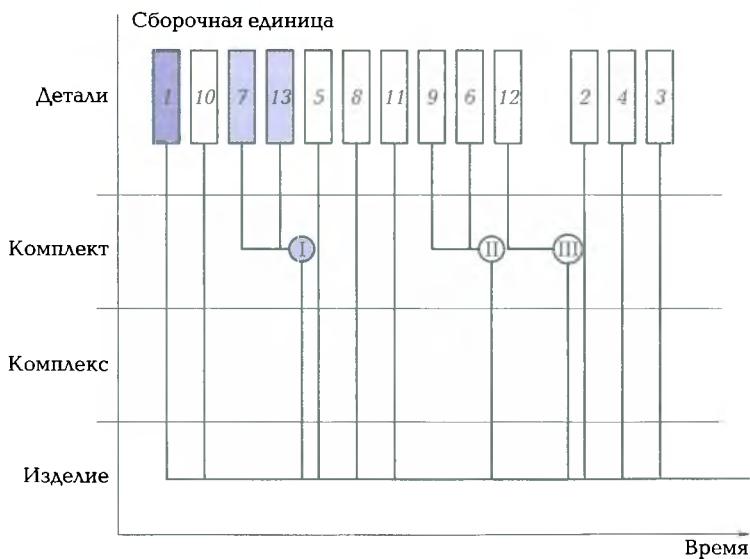 Сборочная единица
Детали
1 10 7 13 5 8 11 9 6 12 2 4 3
Комплект
I II III
Комплекс
Изделие
Время